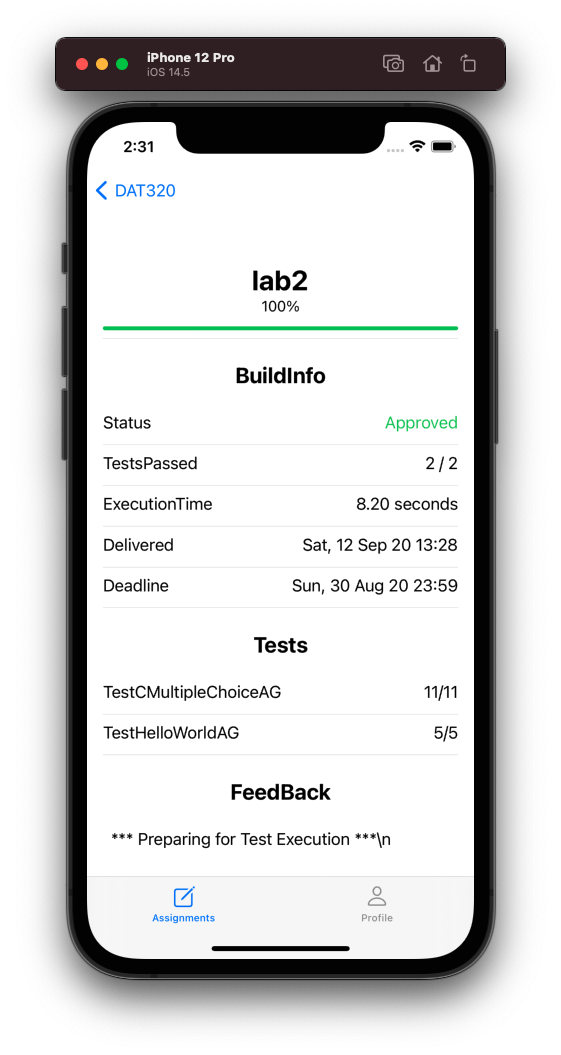 iPhone 12 Pro
iOS 14.5
2:31
DAT320
lab2
100%
BuildInfo
Status Approved
TestsPassed 2 / 2
ExecutionTime 8.20 seconds
Delivered Sat, 12 Sep 20 13:28
Deadline Sun, 30 Aug 20 23:59
Tests
TestCMultipleChoiceAG 11/11
TestHelloWorldAG 5/5
FeedBack
*** Preparing for Test Execution ***\n
Assignments Profile